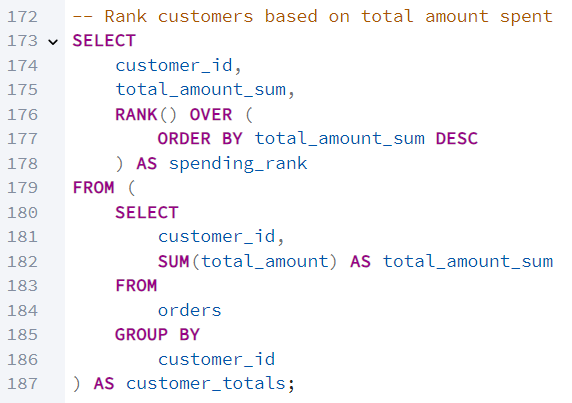 172 -- Rank customers based on total amount spent
173 SELECT
174     customer_id,
175     total_amount_sum,
176     RANK() OVER (
177         ORDER BY total_amount_sum DESC
178     ) AS spending_rank
179 FROM (
180     SELECT
181         customer_id,
182         SUM(total_amount) AS total_amount_sum
183     FROM
184         orders
185     GROUP BY
186         customer_id
187 ) AS customer_totals;